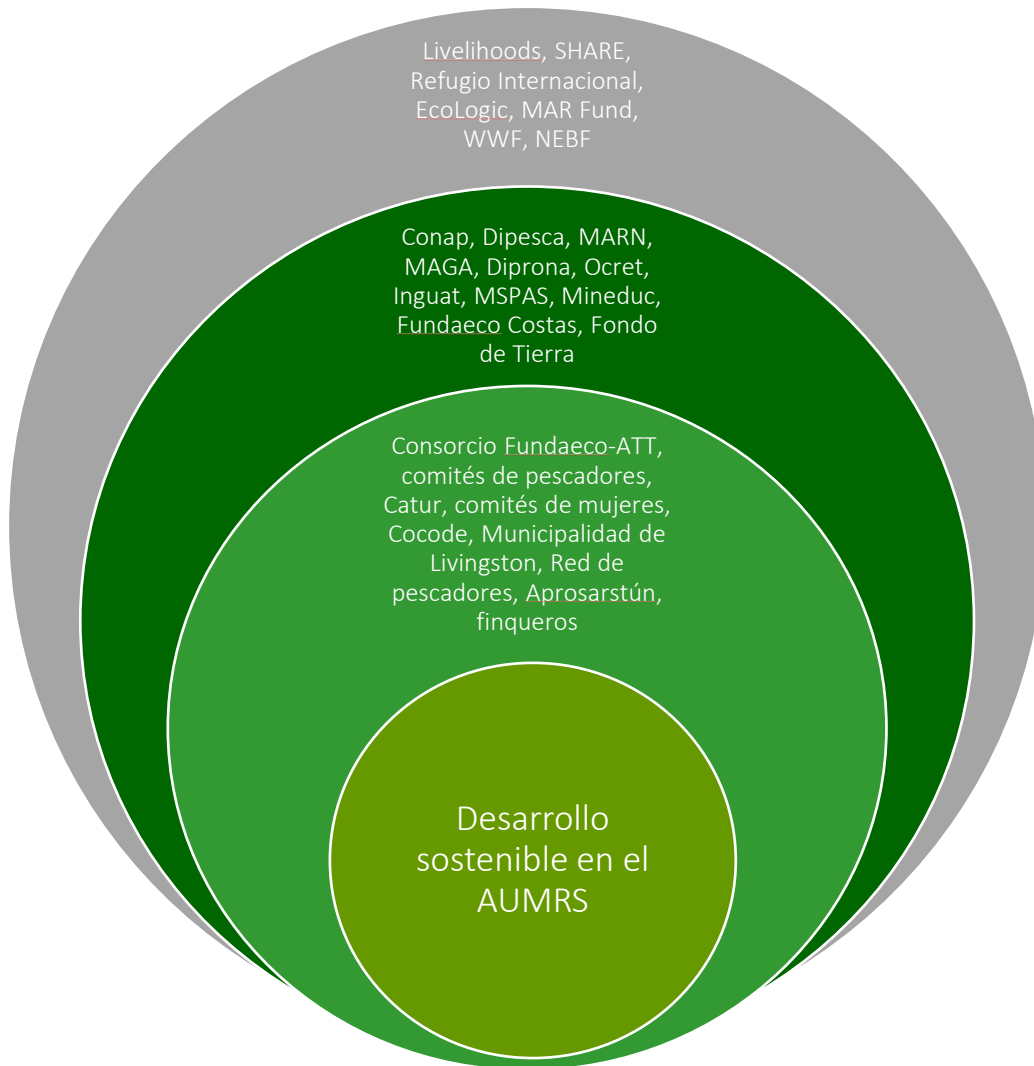 Livelihoods, SHARE,
Refugio Internacional,
EcoLogic, MAR Fund,
WWF, NEBF
Conap, Dipesca, MARN,
MAGA, Diprona, Ocret,
Inguat, MSPAS, Mineduc,
Fundaeco Costas, Fondo
de Tierra
Consorcio Fundaeco-ATT,
comités de pescadores,
Catur, comités de mujeres,
Cocode, Municipalidad de
Livingston, Red de
pescadores, Aprosarstún,
finqueros
Desarrollo
sostenible en el
AUMRS